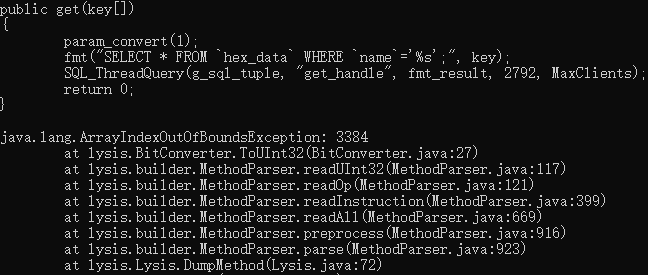 public get(key[])
{
        param_convert(1);
        fmt("SELECT * FROM `hex_data` WHERE `name`='%s';", key);
        SQL_ThreadQuery(g_sql_tuple, "get_handle", fmt_result, 2792, MaxClients);
        return 0;
}

java.lang.ArrayIndexOutOfBoundsException: 3384
        at lysis.BitConverter.ToUInt32(BitConverter.java:27)
        at lysis.builder.MethodParser.readUInt32(MethodParser.java:117)
        at lysis.builder.MethodParser.readOp(MethodParser.java:121)
        at lysis.builder.MethodParser.readInstruction(MethodParser.java:399)
        at lysis.builder.MethodParser.readAll(MethodParser.java:669)
        at lysis.builder.MethodParser.preprocess(MethodParser.java:916)
        at lysis.builder.MethodParser.parse(MethodParser.java:923)
        at lysis.Lysis.DumpMethod(Lysis.java:72)